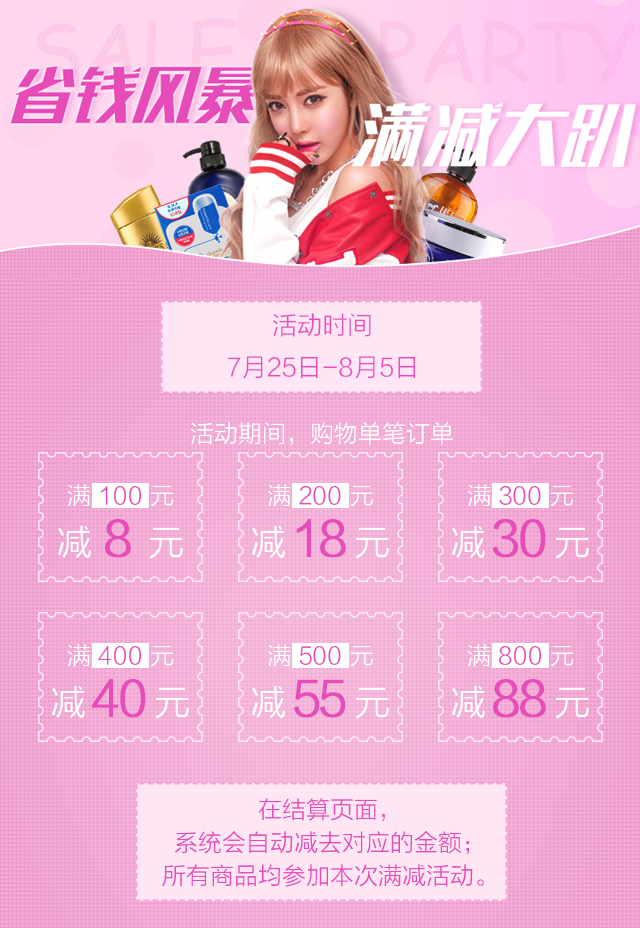 SALE PARTY
省钱风暴
满减大趴
活动时间
7月25日-8月5日
活动期间，购物单笔订单
满100元
减8元
满200元
减18元
满300元
减30元
满400元
减40元
满500元
减55元
满800元
减88元
在结算页面，
系统会自动减去对应的金额；
所有商品均参加本次满减活动。